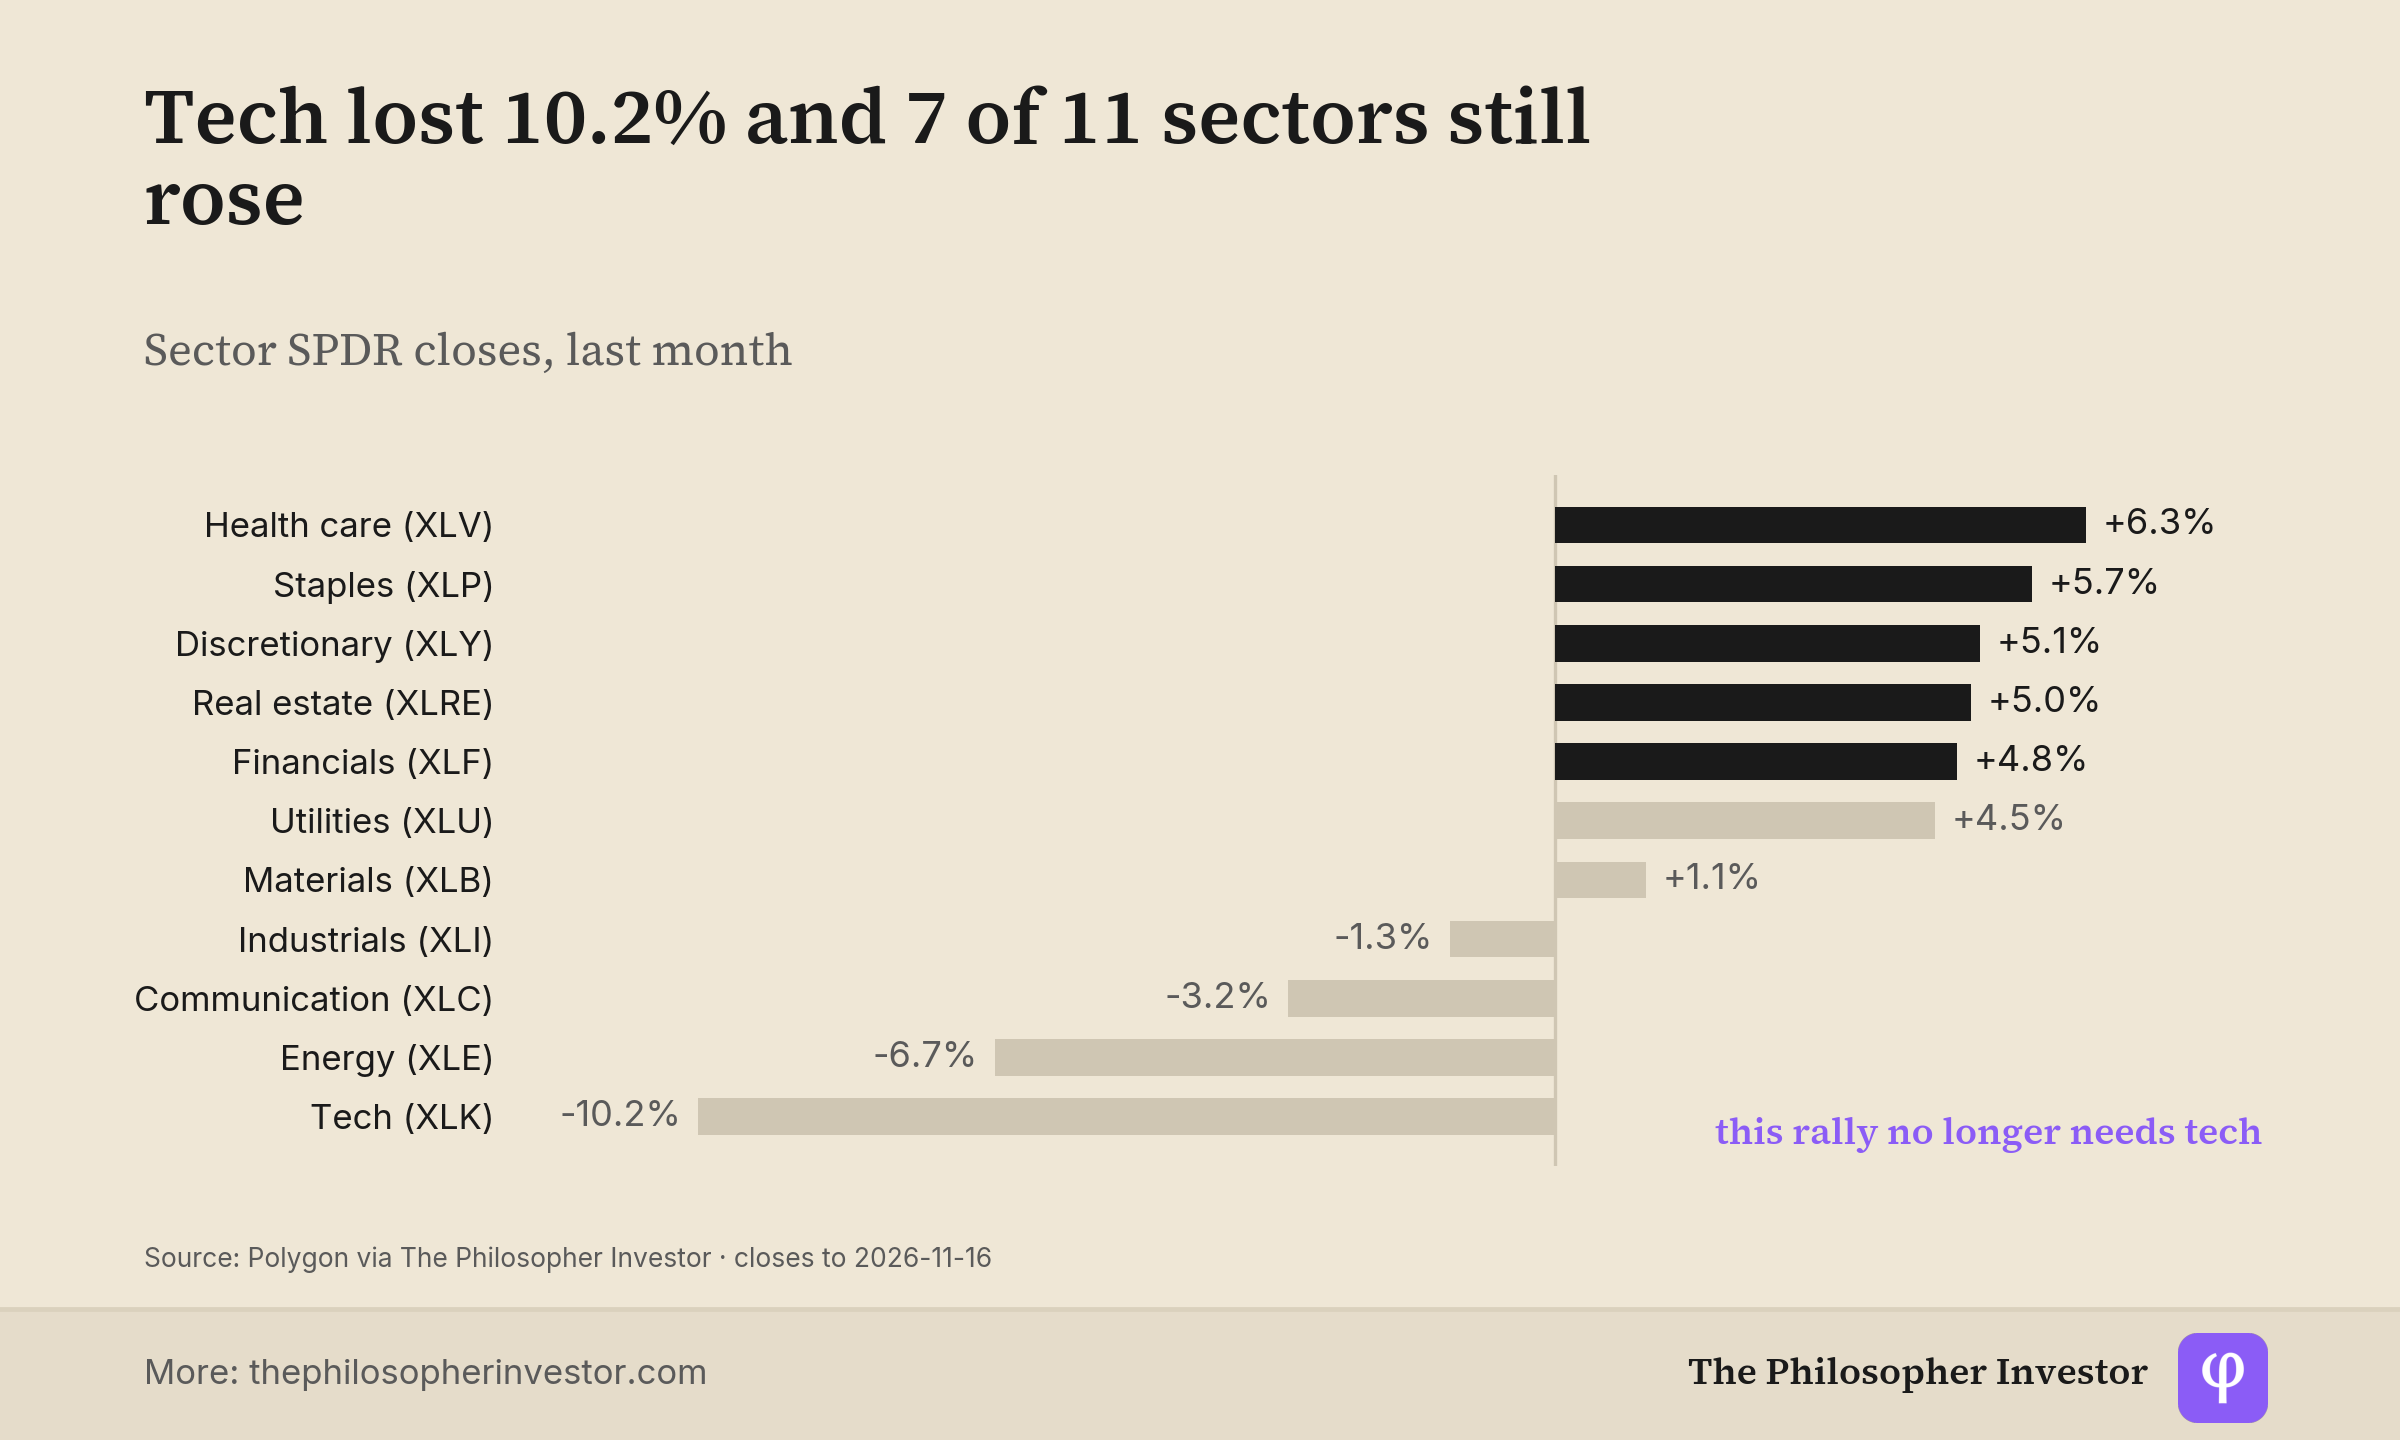 Tech lost 10.2% and 7 of 11 sectors still
rose
Sector SPDR closes, last month
Health care (XLV) +6.3%
Staples (XLP) +5.7%
Discretionary (XLY) +5.1%
Real estate (XLRE) +5.0%
Financials (XLF) +4.8%
Utilities (XLU) +4.5%
Materials (XLB) +1.1%
Industrials (XLI) -1.3%
Communication (XLC) -3.2%
Energy (XLE) -6.7%
Tech (XLK) -10.2%
this rally no longer needs tech
Source: Polygon via The Philosopher Investor · closes to 2026-11-16
More: thephilosopherinvestor.com
The Philosopher Investor φ